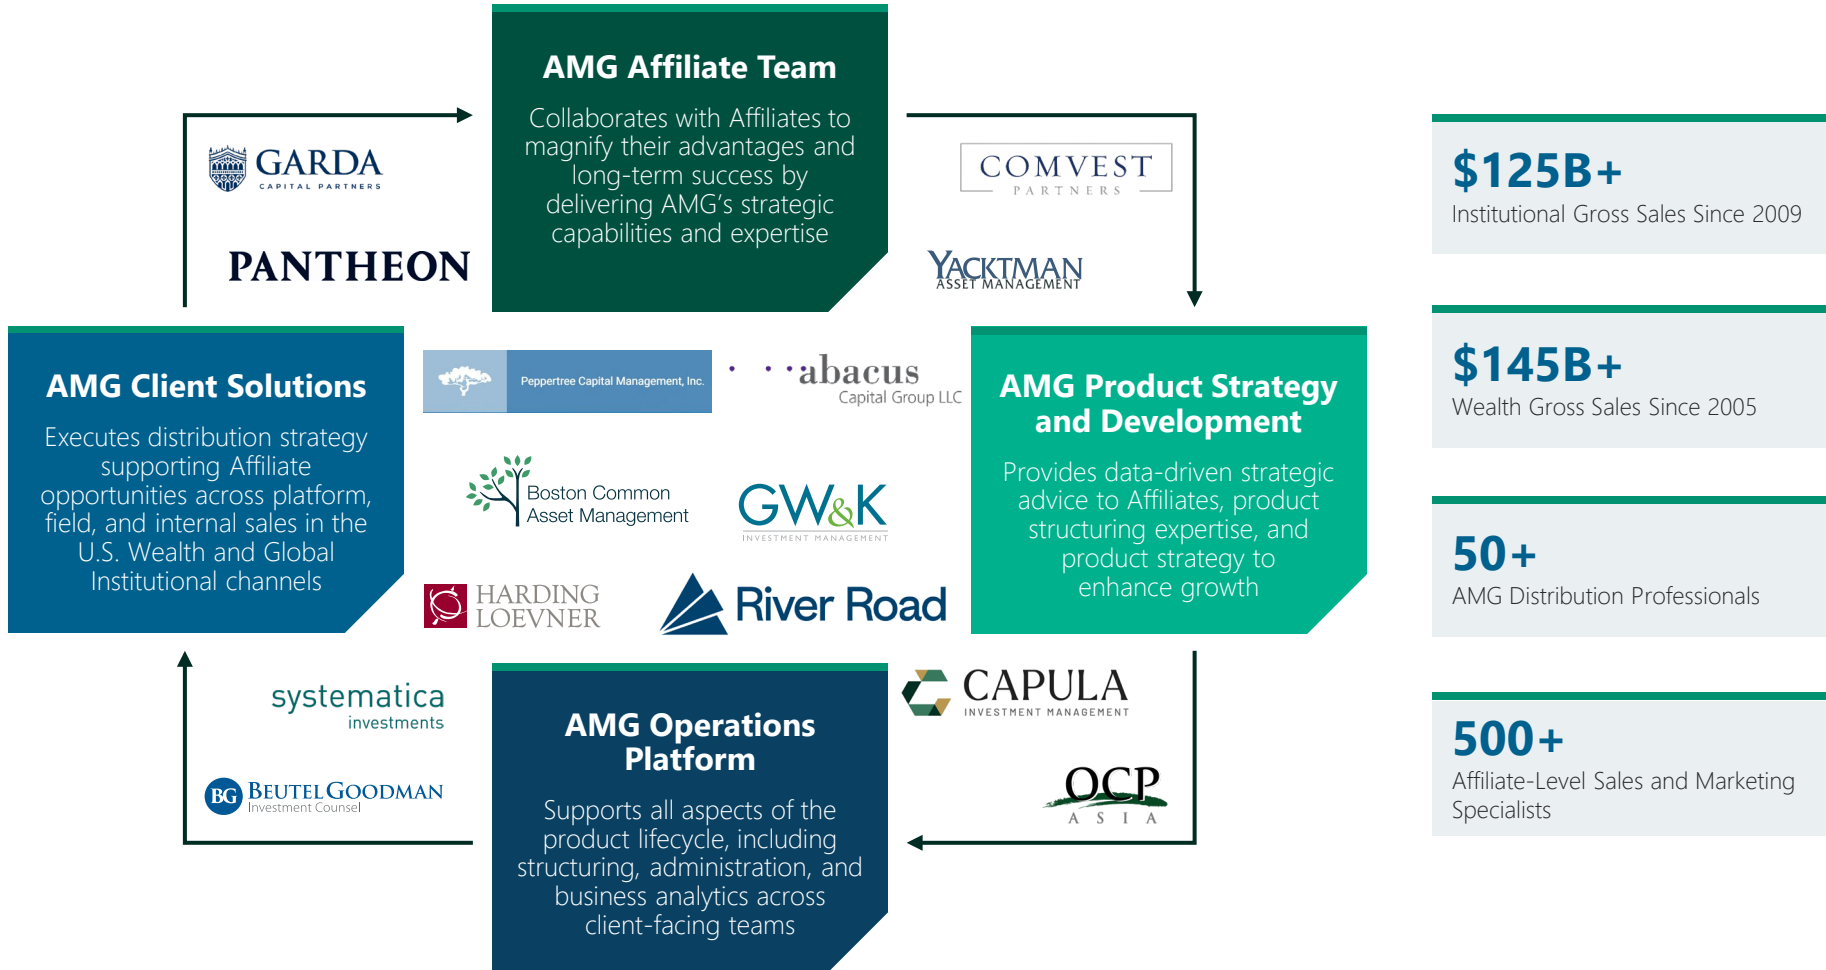 AMG Affiliate Team
Collaborates with Affiliates to
magnify their advantages and
long-term success by
delivering AMG's strategic
capabilities and expertise
GARDA
CAPITAL PARTNERS
PANTHEON
COMVEST
PARTNERS
YACKTMAN
ASSET MANAGEMENT
AMG Client Solutions
Executes distribution strategy
supporting Affiliate
opportunities across platform,
field, and internal sales in the
U.S. Wealth and Global
Institutional channels
Peppertree Capital Management, Inc.
abacus
Capital Group LLC
Boston Common
Asset Management
GW&K
INVESTMENT MANAGEMENT
HARDING
LOEVNER
River Road
AMG Product Strategy
and Development
Provides data-driven strategic
advice to Affiliates, product
structuring expertise, and
product strategy to
enhance growth
systematica
investments
BG BEUTEL GOODMAN
Investment Counsel
AMG Operations
Platform
Supports all aspects of the
product lifecycle, including
structuring, administration, and
business analytics across
client-facing teams
CAPULA
INVESTMENT MANAGEMENT
OCP
ASIA
$125B+
Institutional Gross Sales Since 2009
$145B+
Wealth Gross Sales Since 2005
50+
AMG Distribution Professionals
500+
Affiliate-Level Sales and Marketing
Specialists